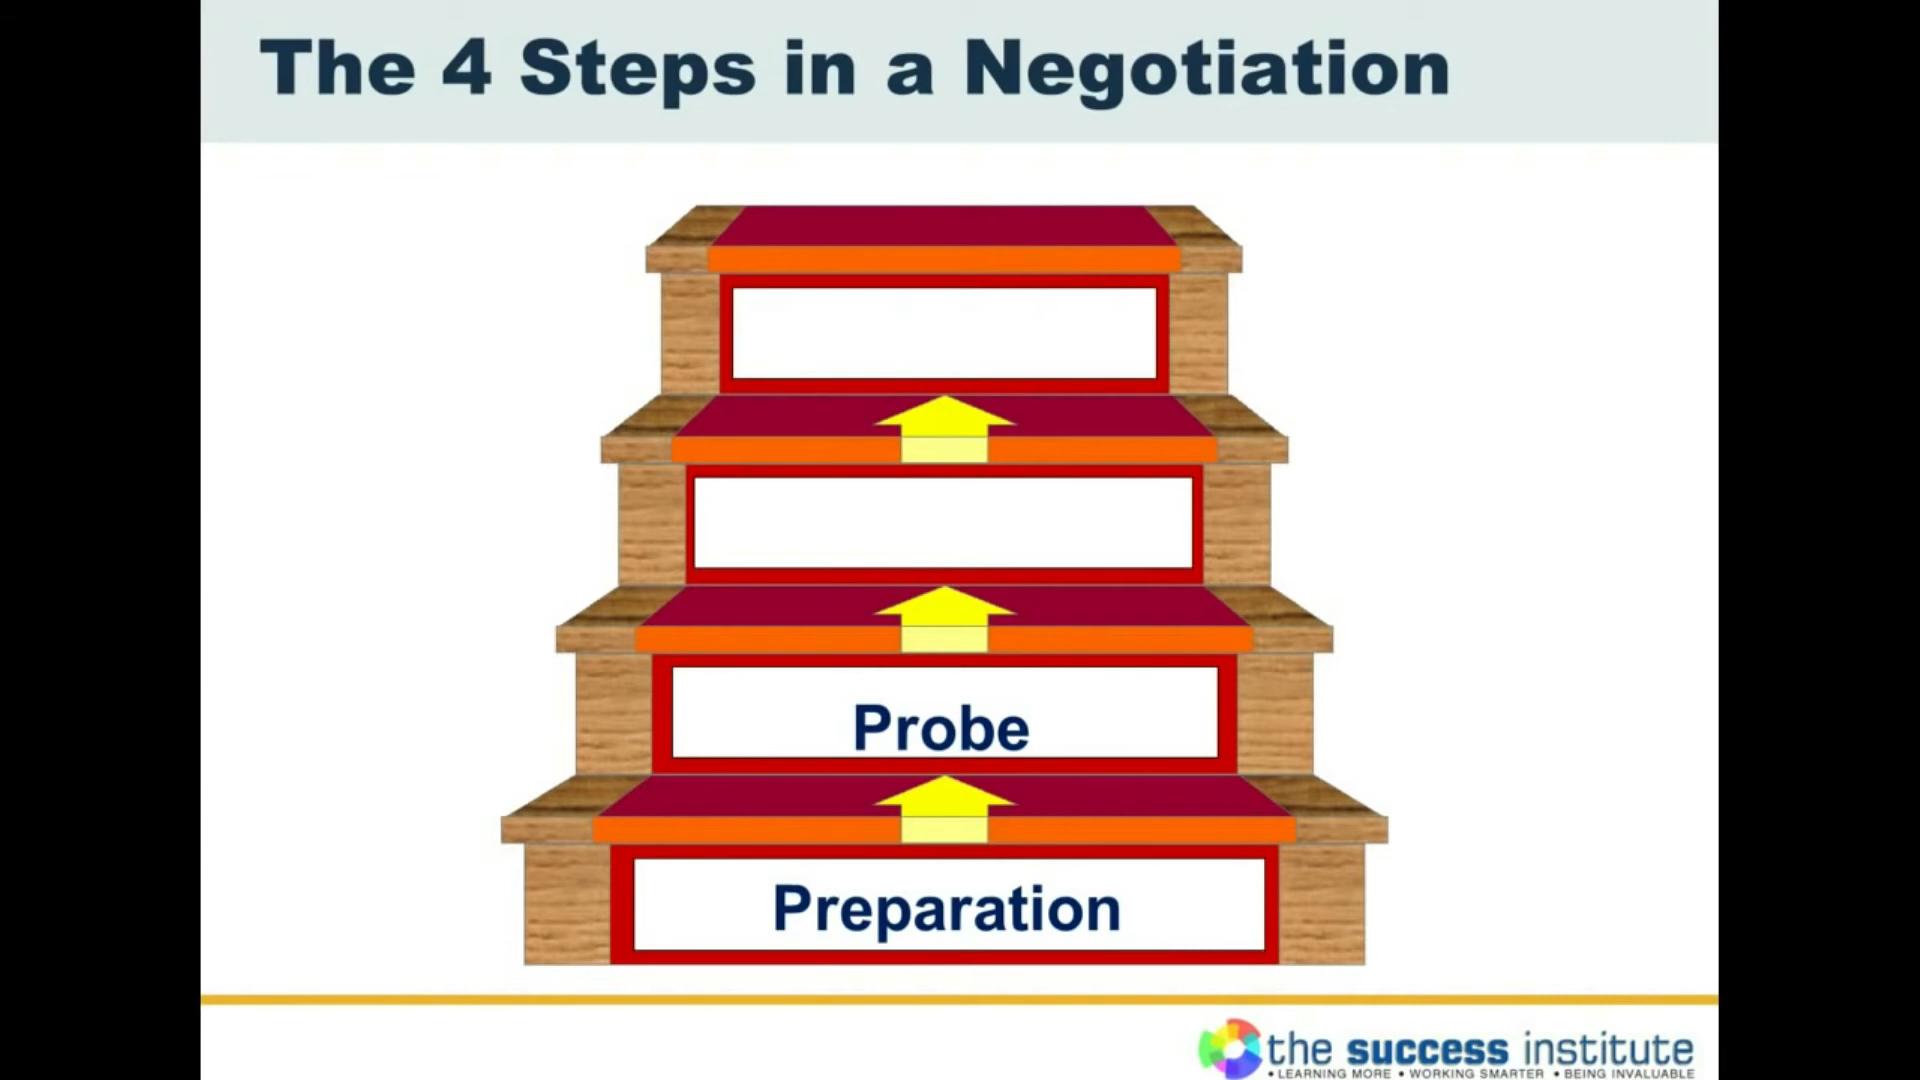 The 4 Steps in a Negotiation
Probe
Preparation
the success institute
• LEARNING MORE • WORKING SMARTER • BEING INVALUABLE